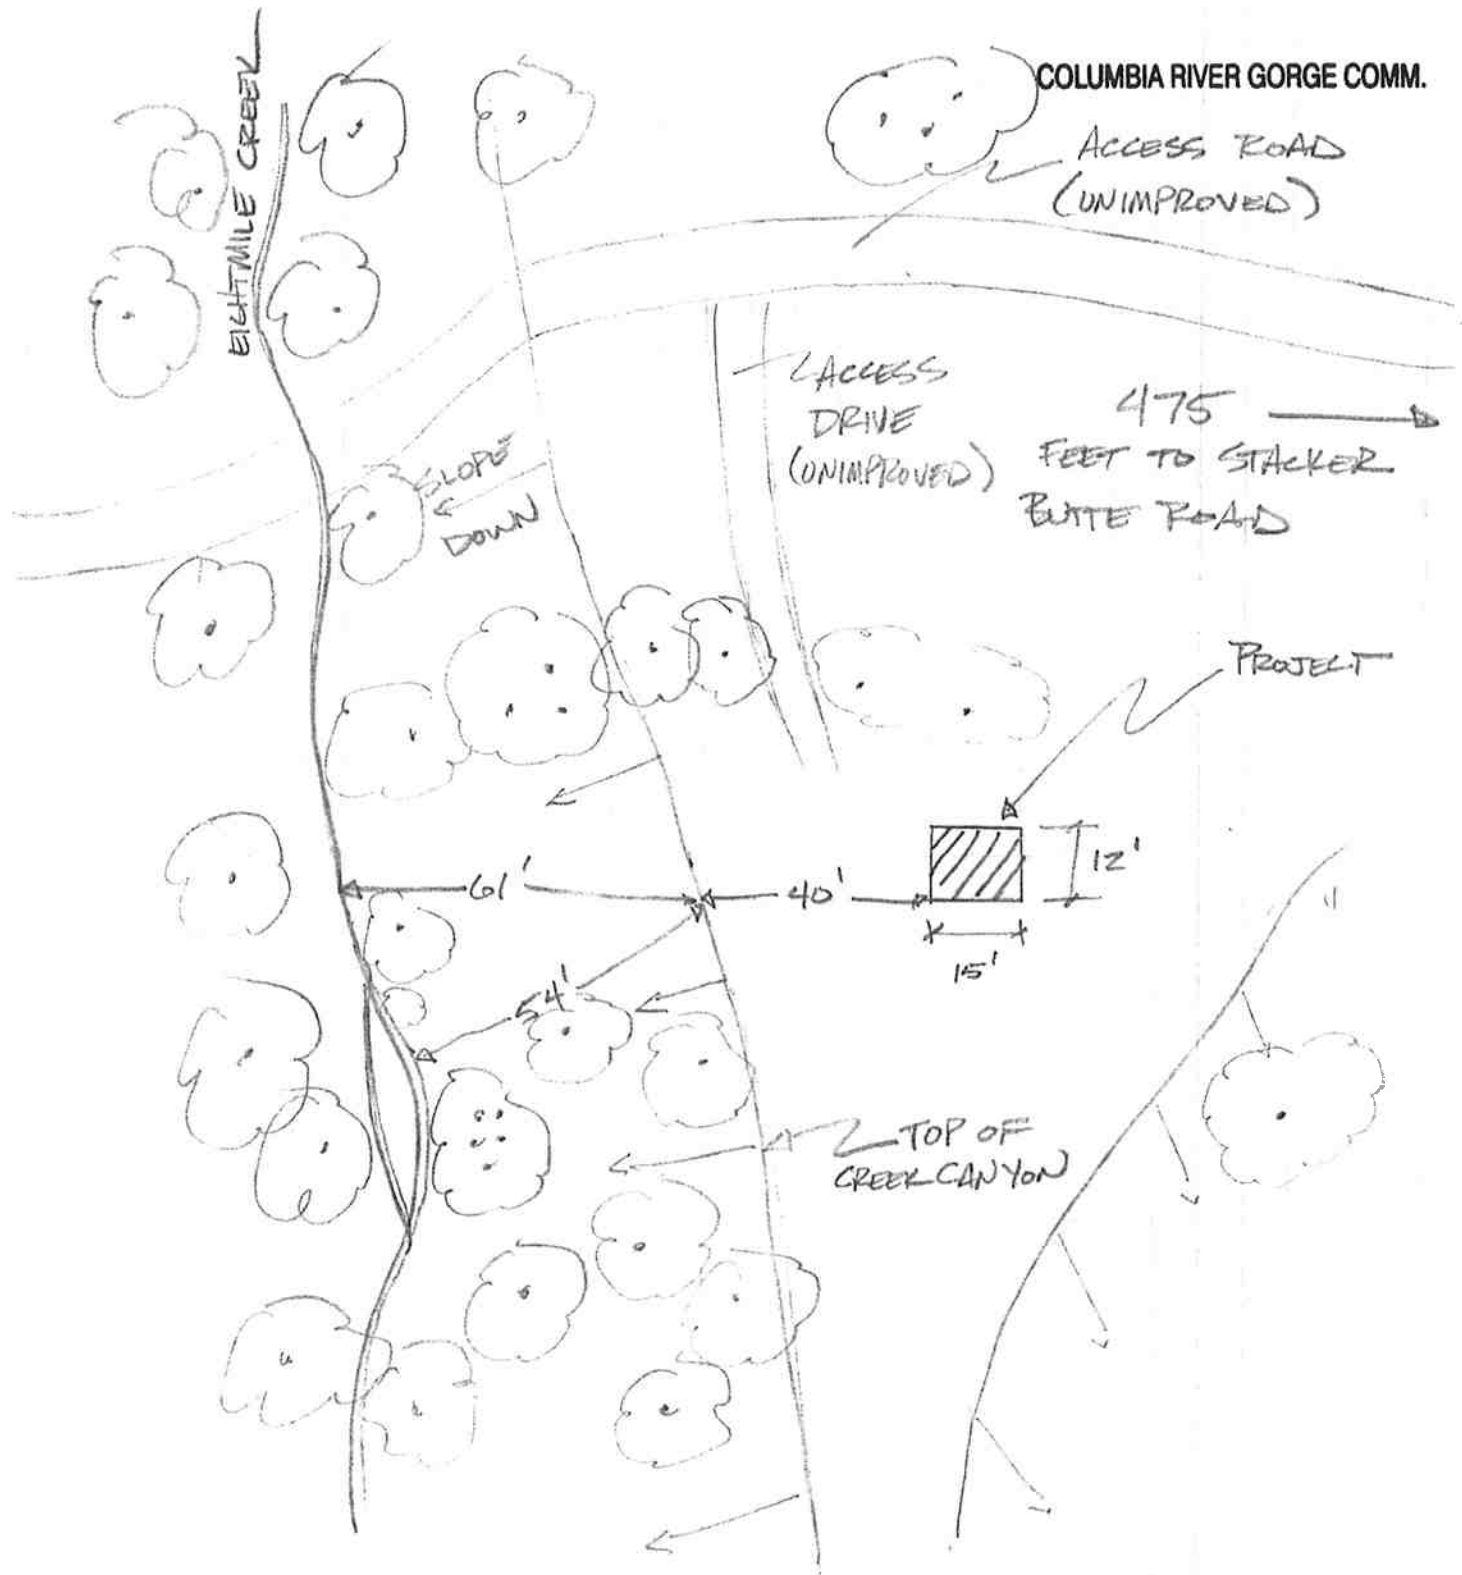 COLUMBIA RIVER GORGE COMM.
EIGHTMILE CREEK
ACCESS ROAD
(UNIMPROVED)
ACCESS
DRIVE
(UNIMPROVED)
475
FEET TO STACKER
BUTTE ROAD
SLOPE
DOWN
PROJECT
12'
61'
40'
15'
54'
TOP OF
CREEK CANYON